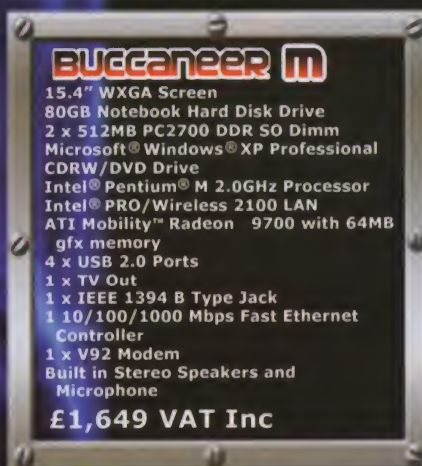 BUCCANEER M
15.4" WXGA Screen
80GB Notebook Hard Disk Drive
2 x 512MB PC2700 DDR SO Dimm
Microsoft® Windows® XP Professional
CDRW/DVD Drive
Intel® Pentium® M 2.0GHz Processor
Intel® PRO/Wireless 2100 LAN
ATI Mobility™ Radeon 9700 with 64MB
gfx memory
4 x USB 2.0 Ports
1 x TV Out
1 x IEEE 1394 B Type Jack
1 10/100/1000 Mbps Fast Ethernet
Controller
1 x V92 Modem
Built in Stereo Speakers and
Microphone
£1,649 VAT Inc